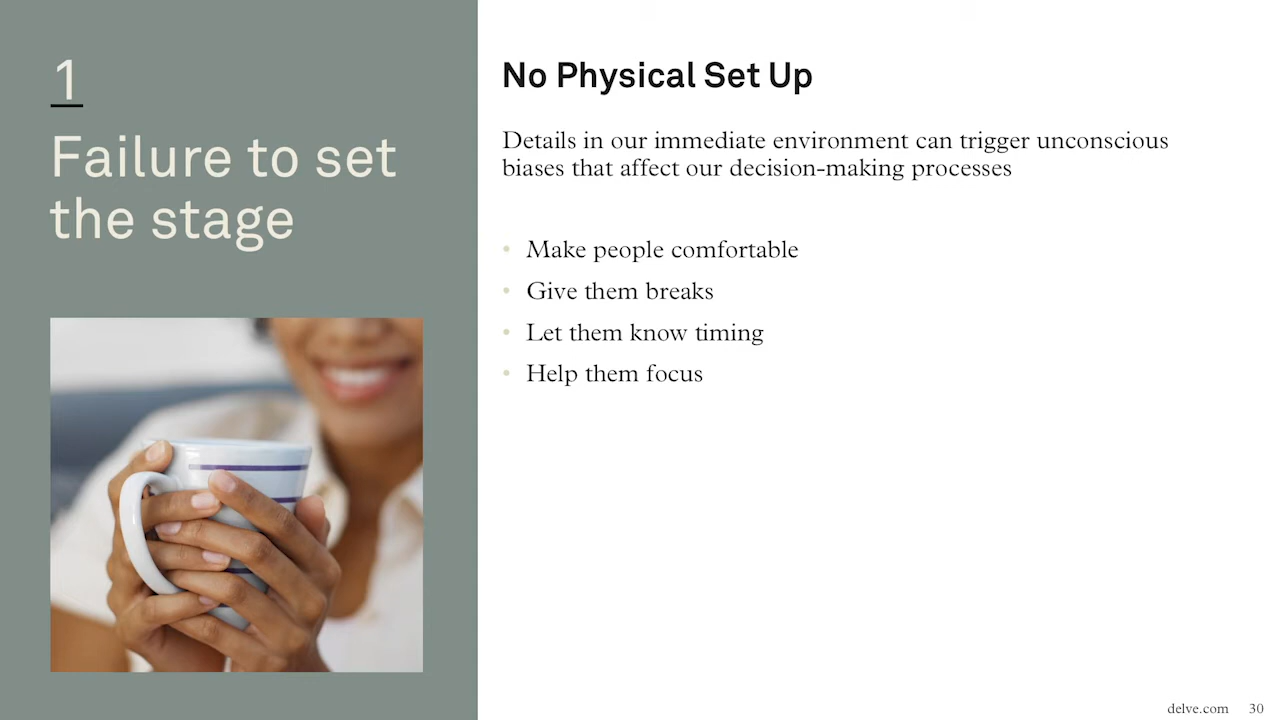 1
Failure to set
the stage
No Physical Set Up
Details in our immediate environment can trigger unconscious
biases that affect our decision-making processes
• Make people comfortable
• Give them breaks
• Let them know timing
• Help them focus
delve.com 30